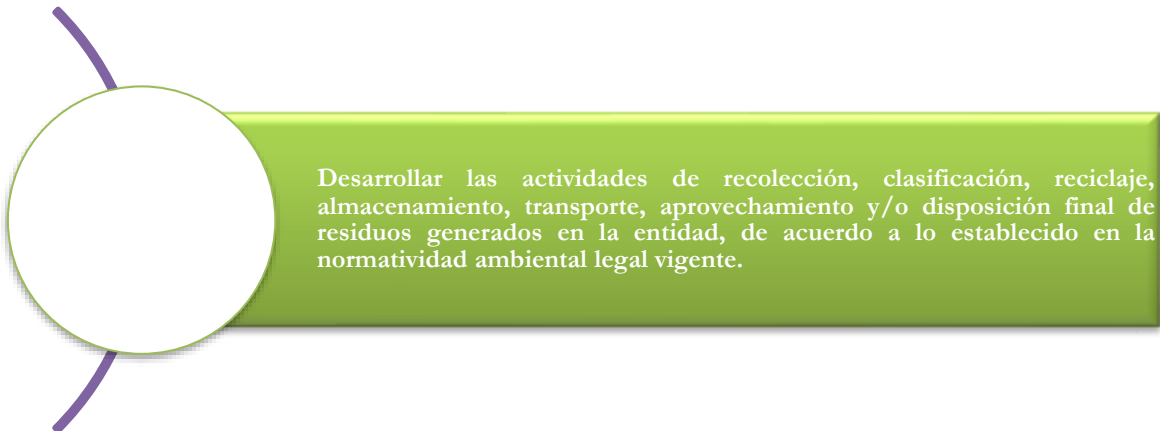 Desarrollar las actividades de recolección, clasificación, reciclaje,
almacenamiento, transporte, aprovechamiento y/o disposición final de
residuos generados en la entidad, de acuerdo a lo establecido en la
normatividad ambiental legal vigente.